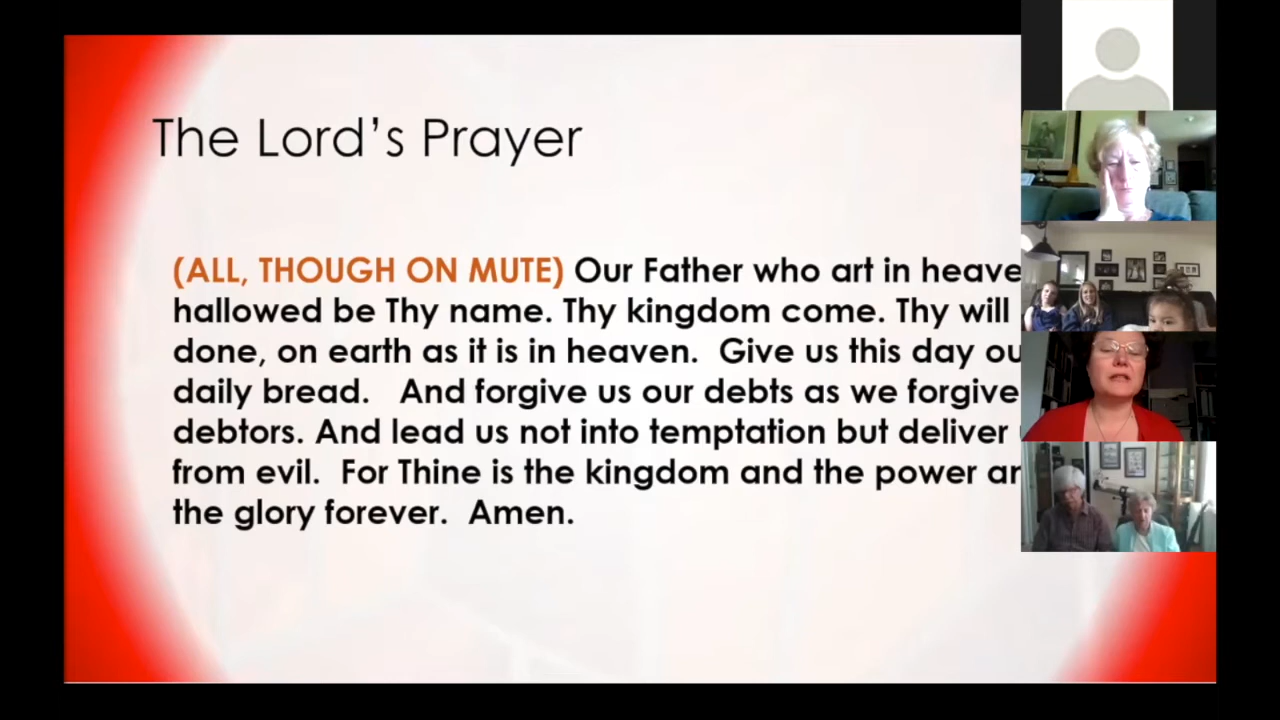 The Lord's Prayer
(ALL, THOUGH ON MUTE) Our Father who art in heave
hallowed be Thy name. Thy kingdom come. Thy will
done, on earth as it is in heaven. Give us this day ou
daily bread. And forgive us our debts as we forgive
debtors. And lead us not into temptation but deliver
from evil. For Thine is the kingdom and the power ar
the glory forever. Amen.